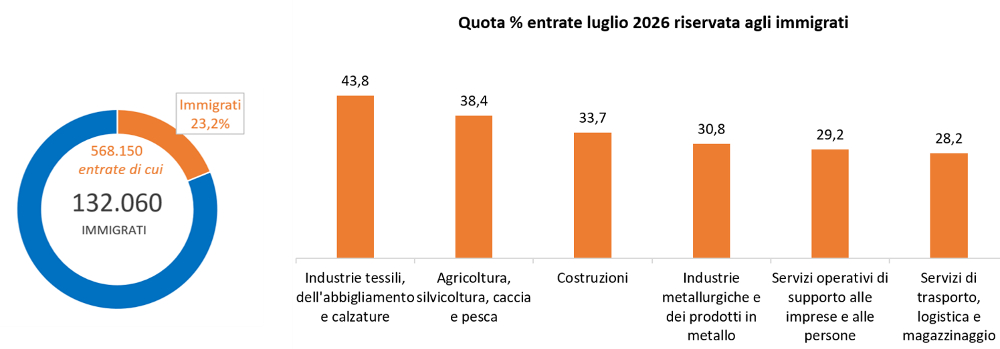 Quota % entrate luglio 2026 riservata agli immigrati
Immigrati
23,2%
568.150
entrate di cui
132.060
IMMIGRATI
43,8
38,4
33,7
30,8
29,2
28,2
Industrie tessili,
dell'abbigliamento
e calzature
Agricoltura,
silvicoltura, caccia
e pesca
Costruzioni
Industrie
metallurgiche e
dei prodotti in
metallo
Servizi operativi di
supporto alle
imprese e alle
persone
Servizi di
trasporto,
logistica e
magazzinaggio